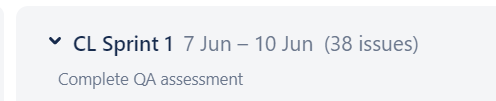 CL Sprint 1 7 Jun – 10 Jun (38 issues)
Complete QA assessment